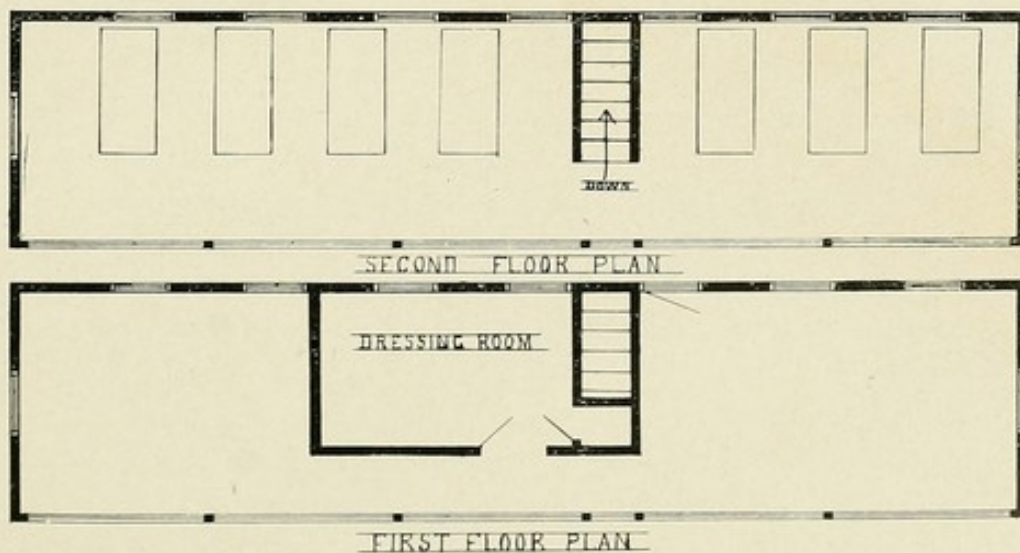 DOWN
SECOND FLOOR PLAN
DRESSING ROOM
FIRST FLOOR PLAN